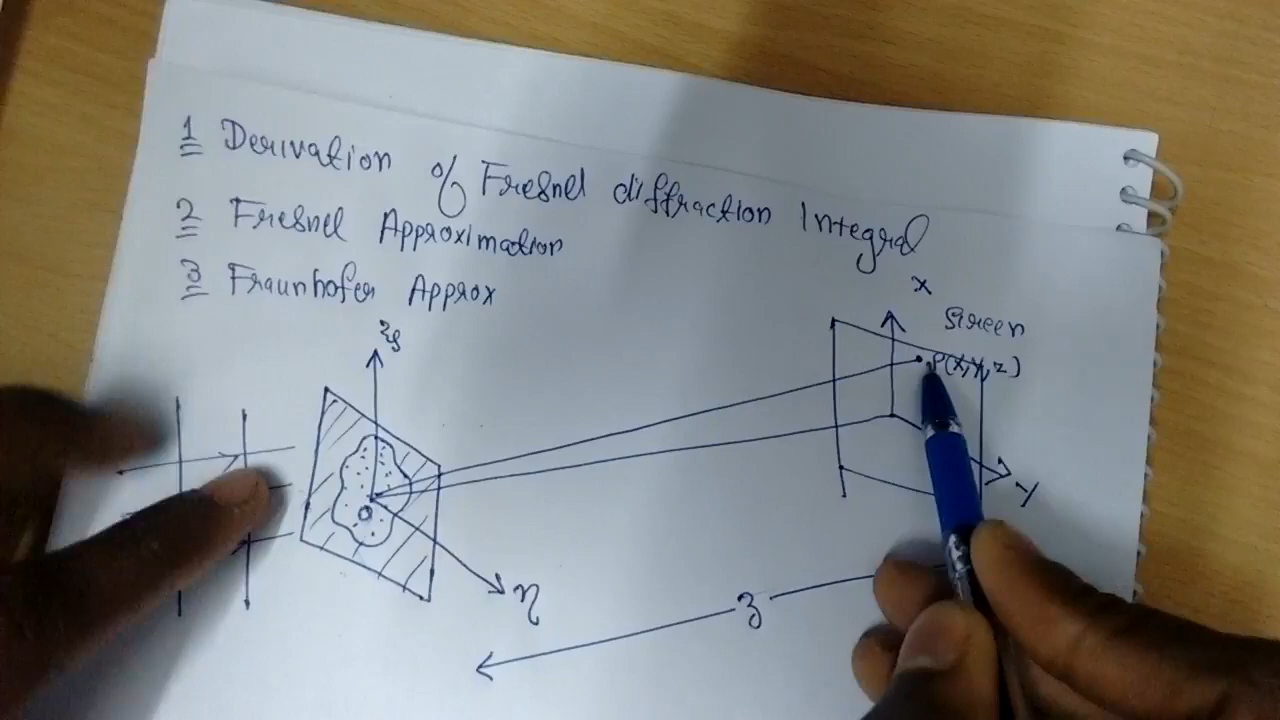 1 Derivation of Fresnel diffraction Integral
2 Fresnel Approximation
3 Fraunhofer Approx
x
Screen
P(x,y,z)
ξ
O
y
η
z